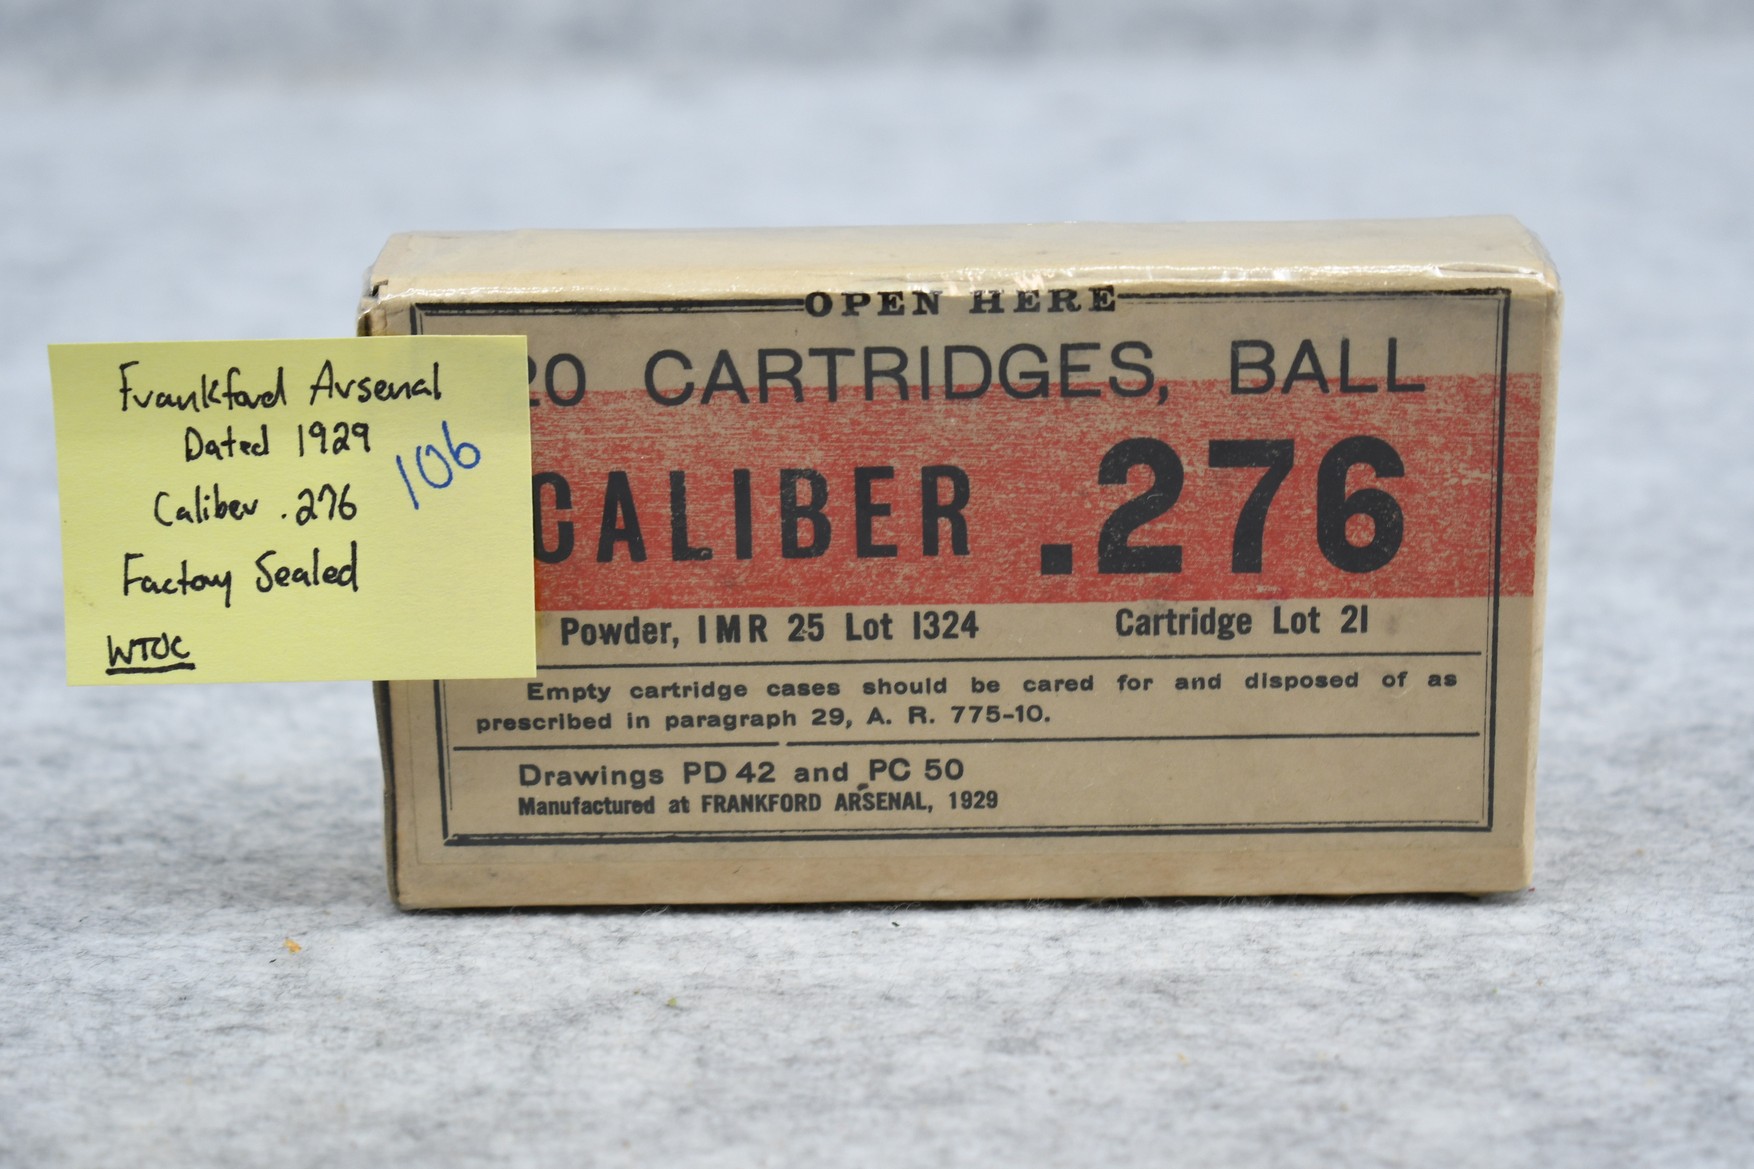 Frankford Arsenal
Dated 1929
106
Caliber .276
Factory Sealed
WTOC
OPEN HERE
20 CARTRIDGES, BALL
CALIBER .276
Powder, IMR 25 Lot 1324 Cartridge Lot 21
Empty cartridge cases should be cared for and disposed of as
prescribed in paragraph 29, A. R. 775-10.
Drawings PD 42 and PC 50
Manufactured at FRANKFORD ARSENAL, 1929